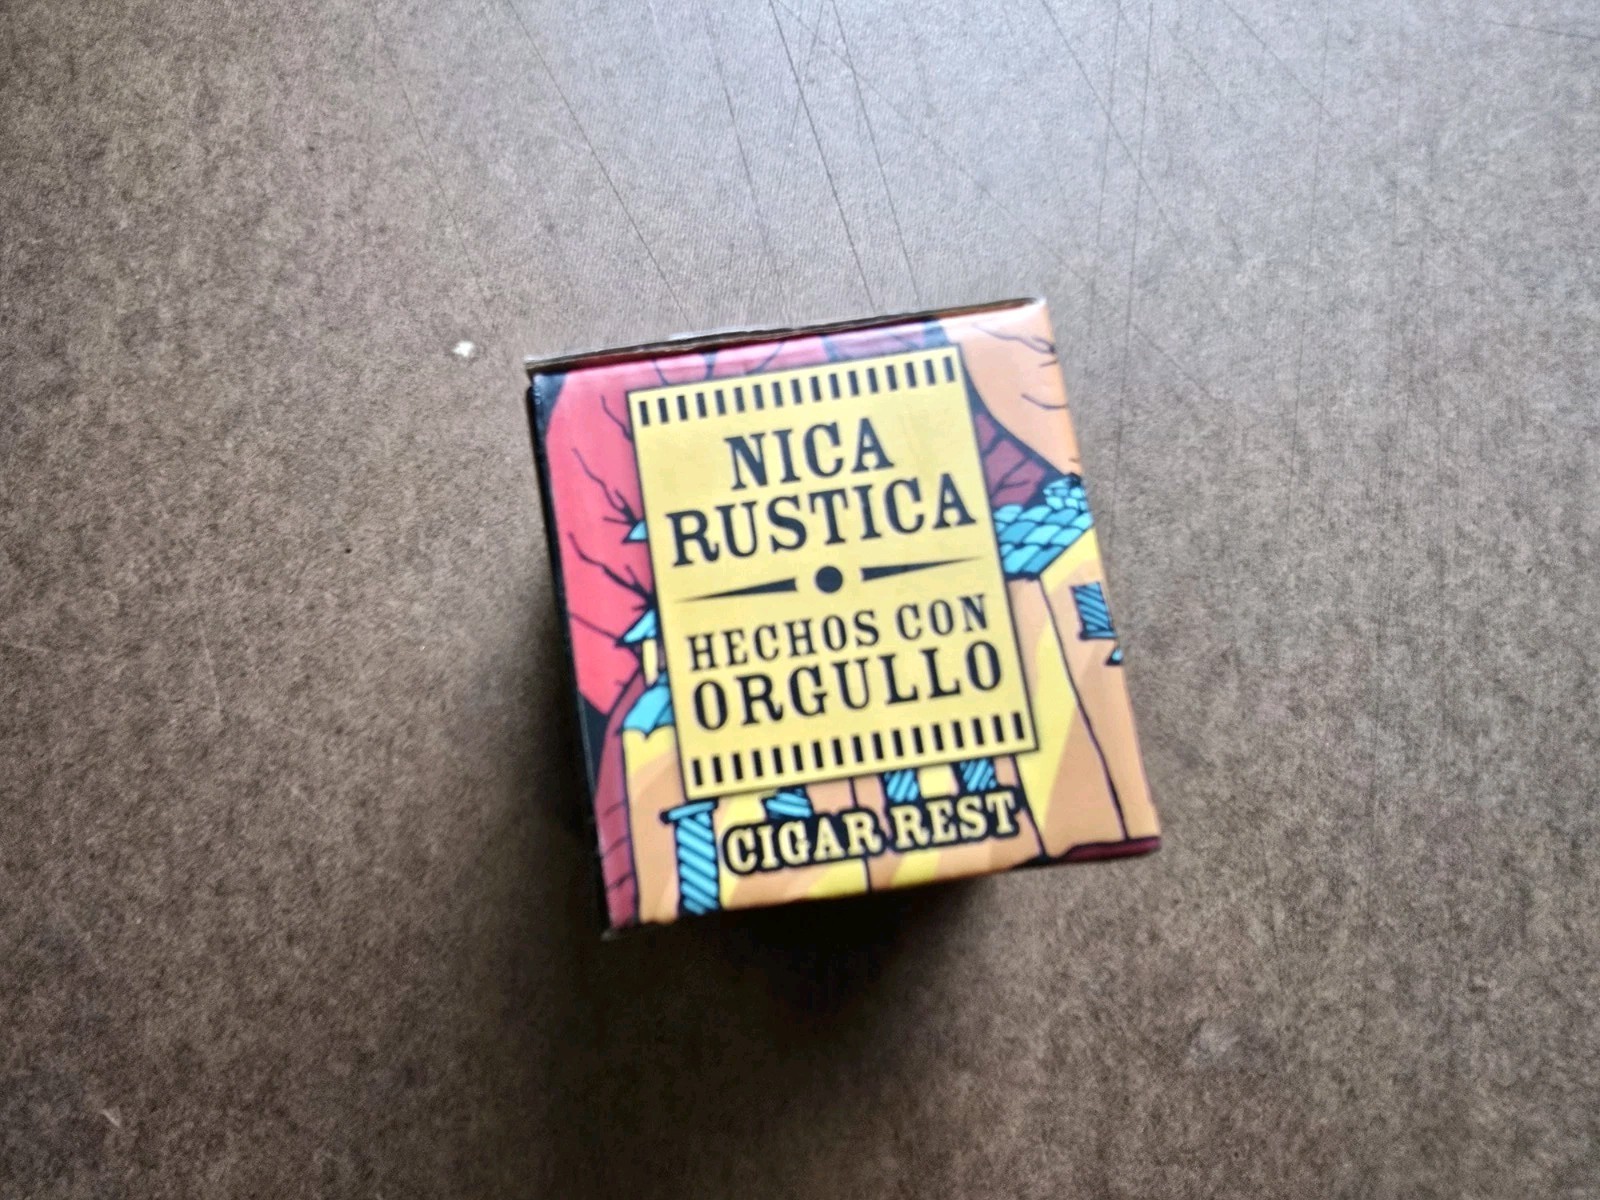 NICA
RUSTICA
HECHOS CON
ORGULLO
CIGAR REST